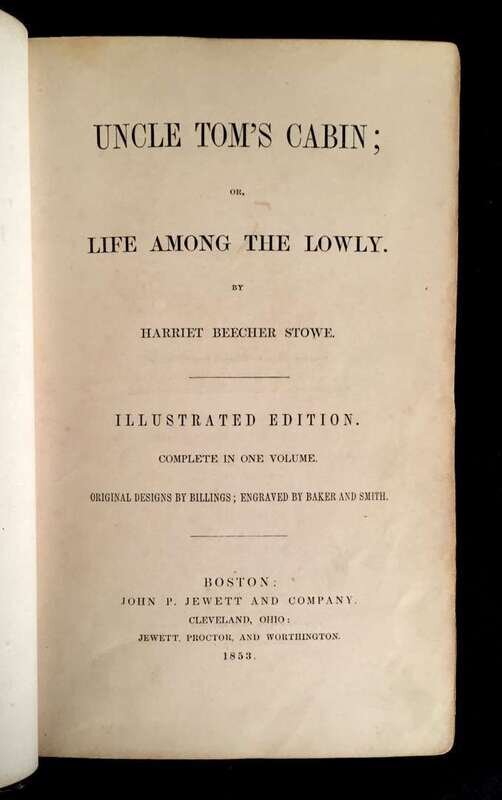 UNCLE TOM'S CABIN;
OR,
LIFE AMONG THE LOWLY.
BY
HARRIET BEECHER STOWE.
ILLUSTRATED EDITION.
COMPLETE IN ONE VOLUME.
ORIGINAL DESIGNS BY BILLINGS; ENGRAVED BY BAKER AND SMITH.
BOSTON:
JOHN P. JEWETT AND COMPANY.
CLEVELAND, OHIO:
JEWETT, PROCTOR, AND WORTHINGTON.
1853.